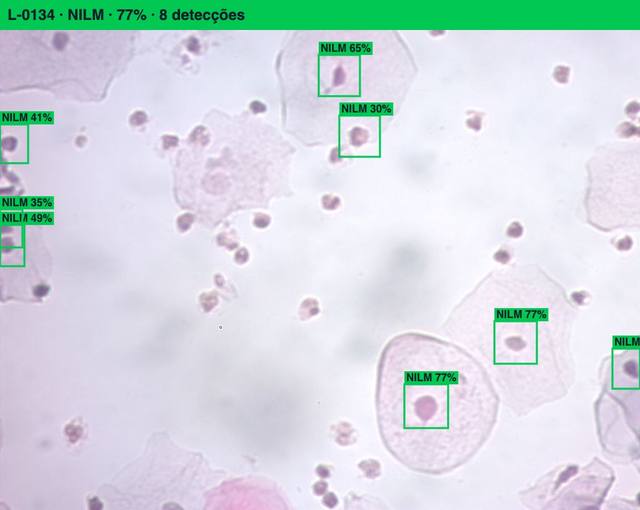 L-0134 · NILM · 77% · 8 detecções
NILM 65%
NILM 30%
NILM 41%
NILM 35%
NILM 49%
NILM 77%
NILM
NILM 77%